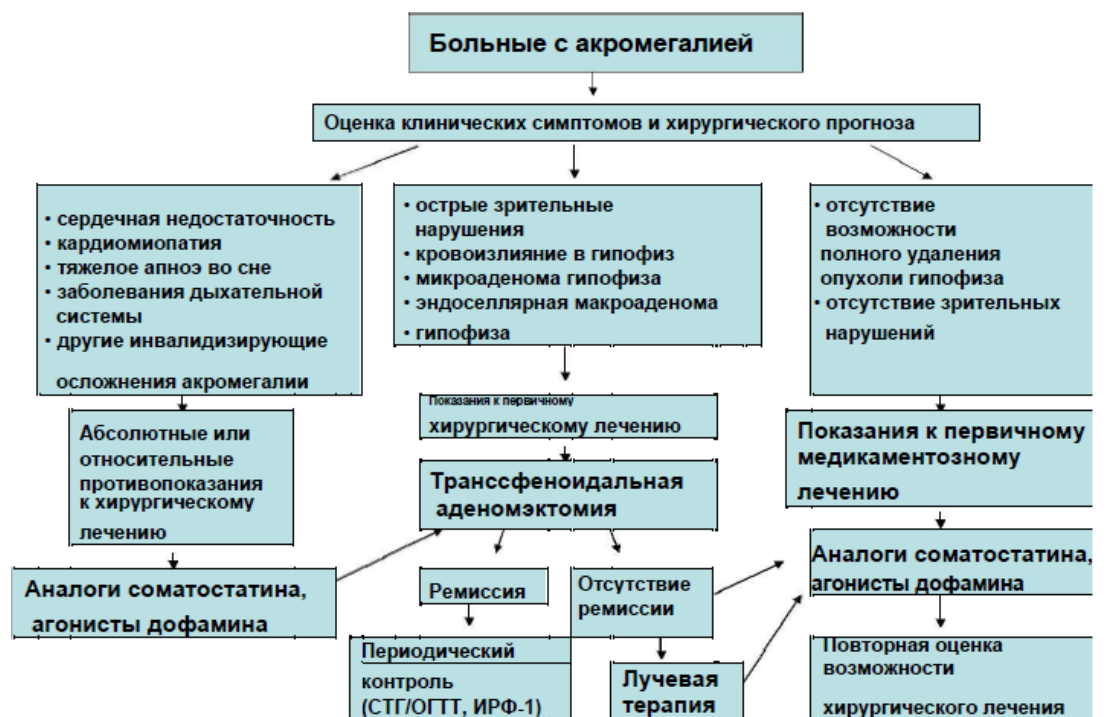 Больные с акромегалией
Оценка клинических симптомов и хирургического прогноза
• сердечная недостаточность
• кардиомиопатия
• тяжелое апноэ во сне
• заболевания дыхательной
системы
• другие инвалидизирующие
осложнения акромегалии
• острые зрительные
нарушения
• кровоизлияние в гипофиз
• микроаденома гипофиза
• эндоселлярная макроаденома
• гипофиза
• отсутствие
возможности
полного удаления
опухоли гипофиза
• отсутствие зрительных
нарушений
Абсолютные или
относительные
противопоказания
к хирургическому
лечению
Показания к первичному
хирургическому лечению
Показания к первичному
медикаментозному
лечению
Транссфеноидальная
аденомэктомия
Аналоги соматостатина,
агонисты дофамина
Ремиссия
Отсутствие
ремиссии
Аналоги соматостатина,
агонисты дофамина
Периодический
контроль
(СТГ/ОГТТ, ИРФ-1)
Лучевая
терапия
Повторная оценка
возможности
хирургического лечения